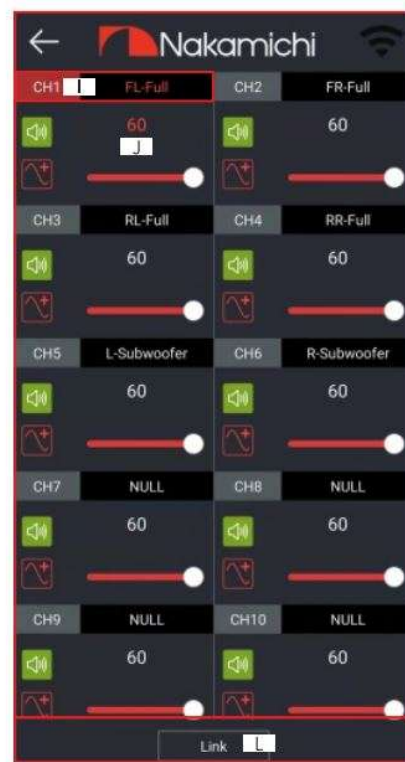 Nakamichi
CH1 I FL-Full CH2 FR-Full
60 60
J
CH3 RL-Full CH4 RR-Full
60 60
CH5 L-Subwoofer CH6 R-Subwoofer
60 60
CH7 NULL CH8 NULL
60 60
CH9 NULL CH10 NULL
60 60
Link L